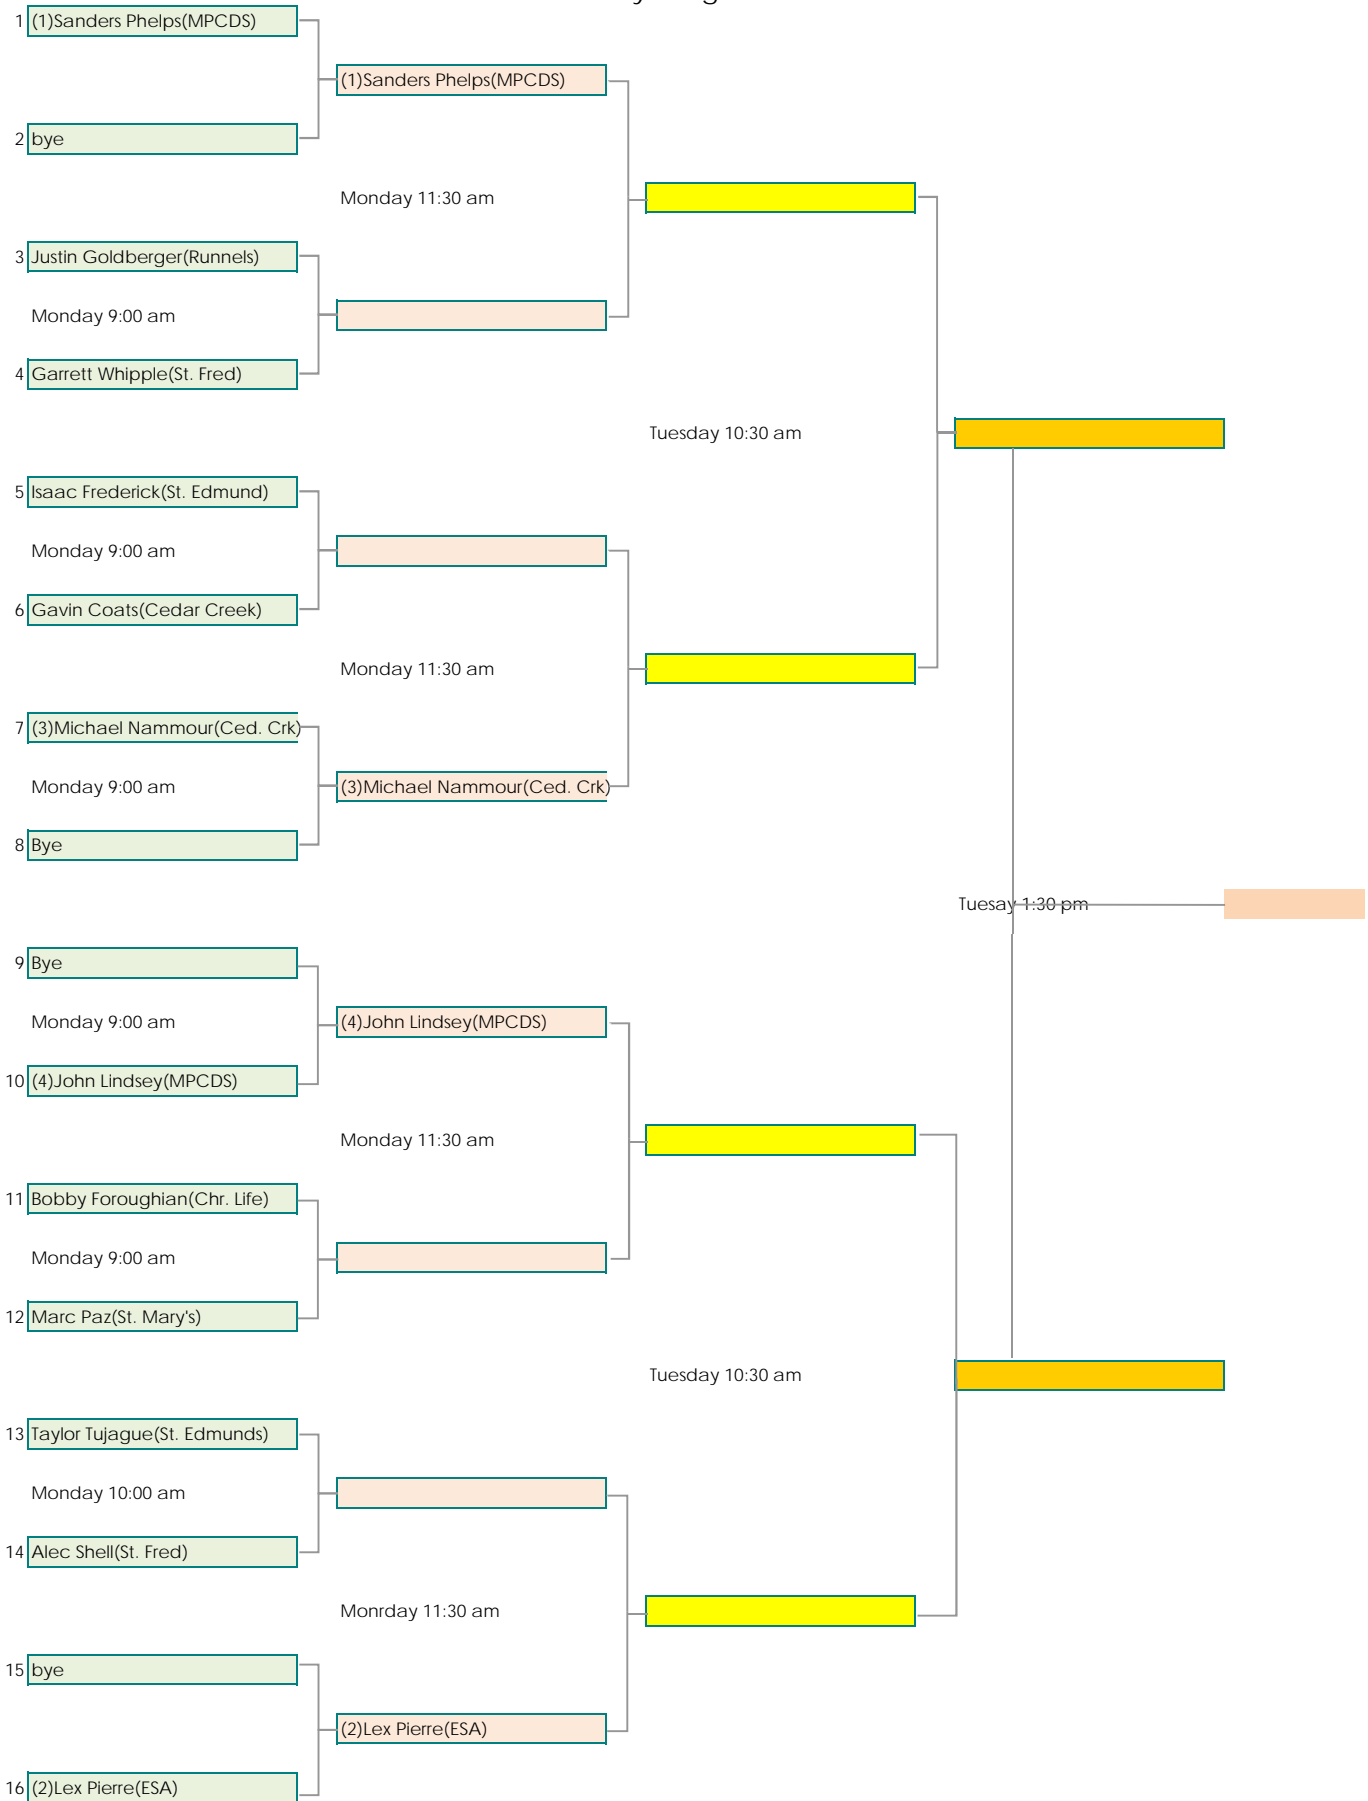 1 (1)Sanders Phelps(MPCDS)
(1)Sanders Phelps(MPCDS)
2 bye
Monday 11:30 am
3 Justin Goldberger(Runnels)
Monday 9:00 am
4 Garrett Whipple(St. Fred)
Tuesday 10:30 am
5 Isaac Frederick(St. Edmund)
Monday 9:00 am
6 Gavin Coats(Cedar Creek)
Monday 11:30 am
7 (3)Michael Nammour(Ced. Crk)
Monday 9:00 am
(3)Michael Nammour(Ced. Crk)
8 Bye
Tuesay 1:30 pm
9 Bye
Monday 9:00 am
(4)John Lindsey(MPCDS)
10 (4)John Lindsey(MPCDS)
Monday 11:30 am
11 Bobby Foroughian(Chr. Life)
Monday 9:00 am
12 Marc Paz(St. Mary's)
Tuesday 10:30 am
13 Taylor Tujague(St. Edmunds)
Monday 10:00 am
14 Alec Shell(St. Fred)
Monrday 11:30 am
15 bye
(2)Lex Pierre(ESA)
16 (2)Lex Pierre(ESA)